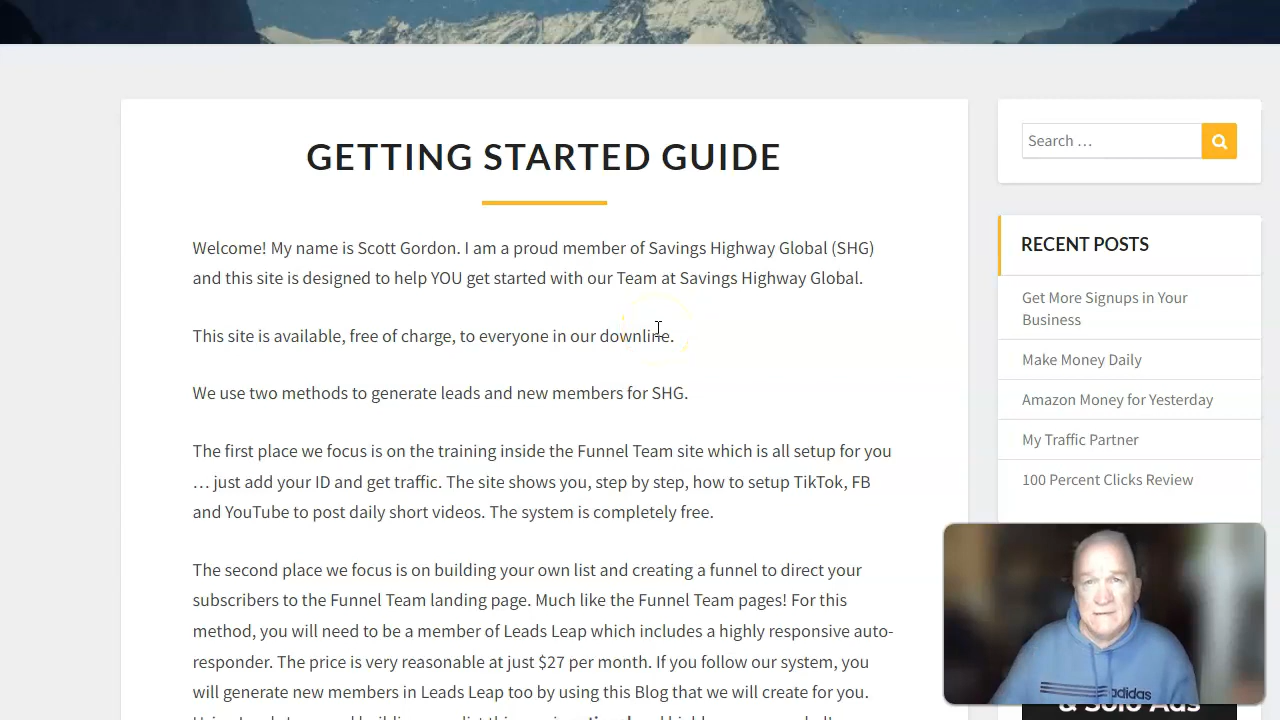 GETTING STARTED GUIDE
Welcome! My name is Scott Gordon. I am a proud member of Savings Highway Global (SHG)
and this site is designed to help YOU get started with our Team at Savings Highway Global.
This site is available, free of charge, to everyone in our downline.
We use two methods to generate leads and new members for SHG.
The first place we focus is on the training inside the Funnel Team site which is all setup for you
… just add your ID and get traffic. The site shows you, step by step, how to setup TikTok, FB
and YouTube to post daily short videos. The system is completely free.
The second place we focus is on building your own list and creating a funnel to direct your
subscribers to the Funnel Team landing page. Much like the Funnel Team pages! For this
method, you will need to be a member of Leads Leap which includes a highly responsive auto-
responder. The price is very reasonable at just $27 per month. If you follow our system, you
will generate new members in Leads Leap too by using this Blog that we will create for you.
Search …
RECENT POSTS
Get More Signups in Your
Business
Make Money Daily
Amazon Money for Yesterday
My Traffic Partner
100 Percent Clicks Review
adidas
& Solo Ads